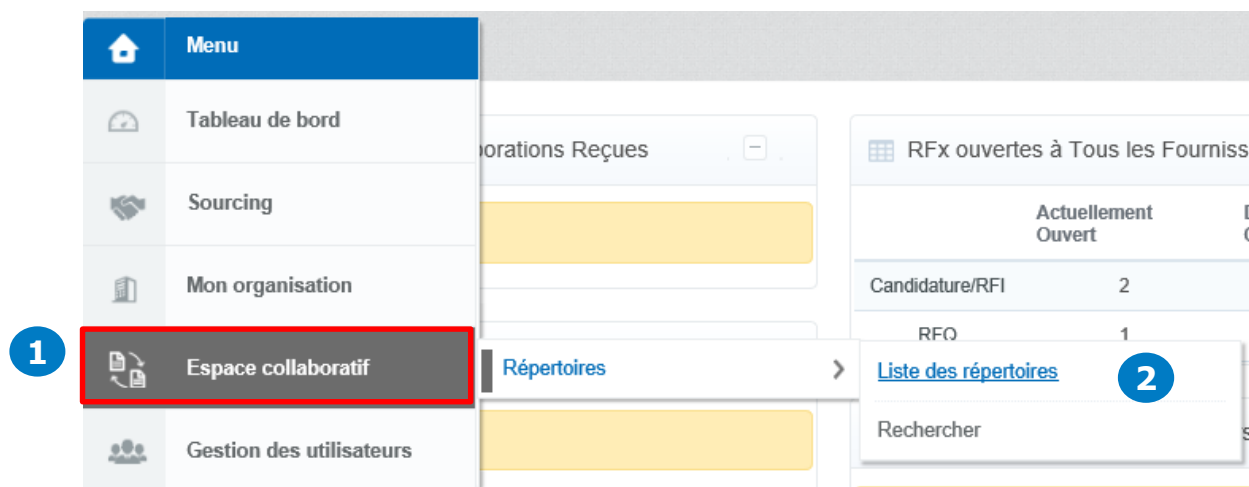 Menu
Tableau de bord
orations Reçues
RFx ouvertes à Tous les Fourniss
Sourcing
Actuellement
Ouvert
Mon organisation
Candidature/RFI 2
RFQ 1
1 Espace collaboratif Répertoires Liste des répertoires 2
Rechercher
Gestion des utilisateurs